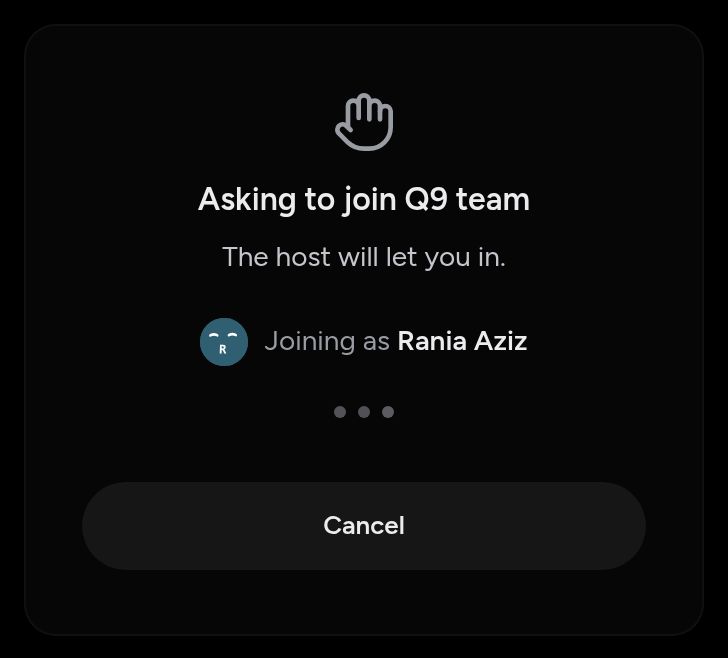 Asking to join Q9 team
The host will let you in.
R
Joining as Rania Aziz
Cancel